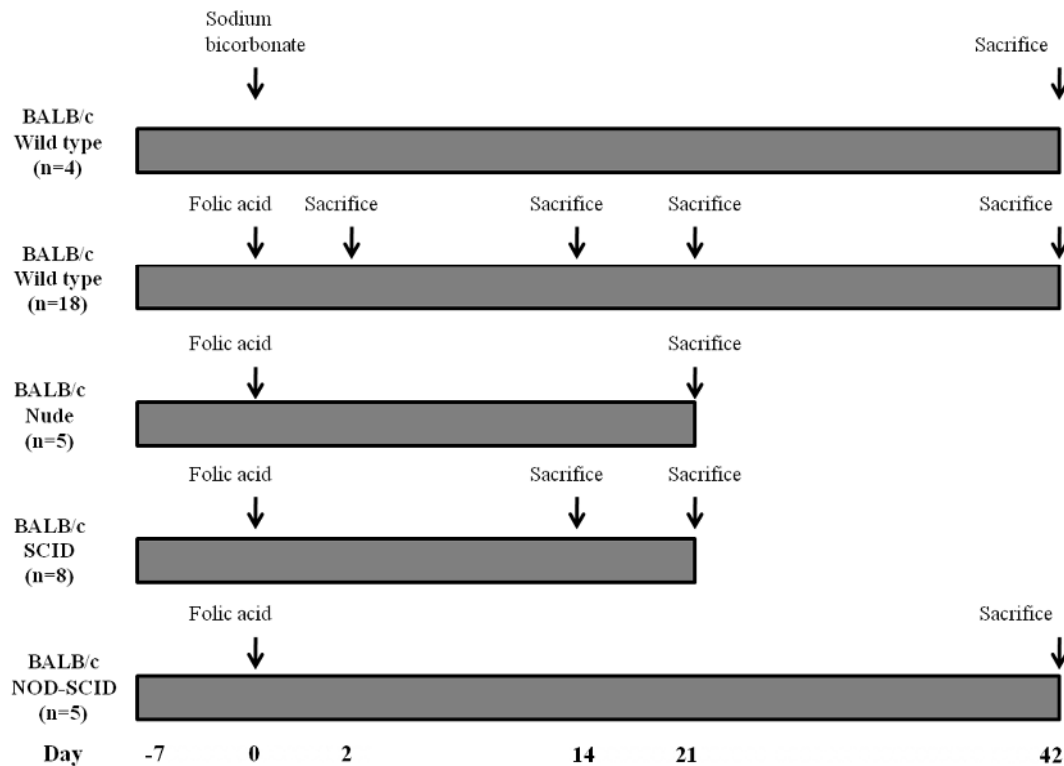 Sodium
bicorbonate
Sacrifice
BALB/c
Wild type
(n=4)
Folic acid
Sacrifice
Sacrifice
Sacrifice
Sacrifice
BALB/c
Wild type
(n=18)
Folic acid
Sacrifice
BALB/c
Nude
(n=5)
Folic acid
Sacrifice
Sacrifice
BALB/c
SCID
(n=8)
Folic acid
Sacrifice
BALB/c
NOD-SCID
(n=5)
Day -7 0 2 14 21 42